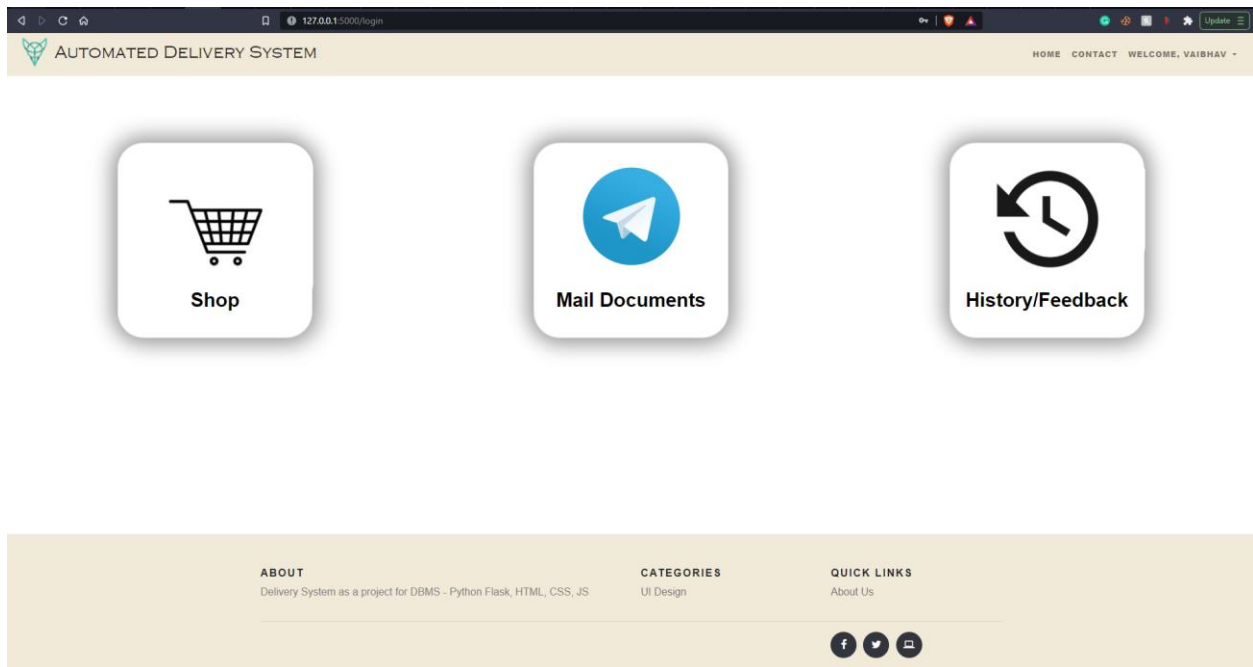 127.0.0.1:5000/login
Update
AUTOMATED DELIVERY SYSTEM
HOME CONTACT WELCOME, VAIBHAV
Shop
Mail Documents
History/Feedback
ABOUT
Delivery System as a project for DBMS - Python Flask, HTML, CSS, JS
CATEGORIES
UI Design
QUICK LINKS
About Us